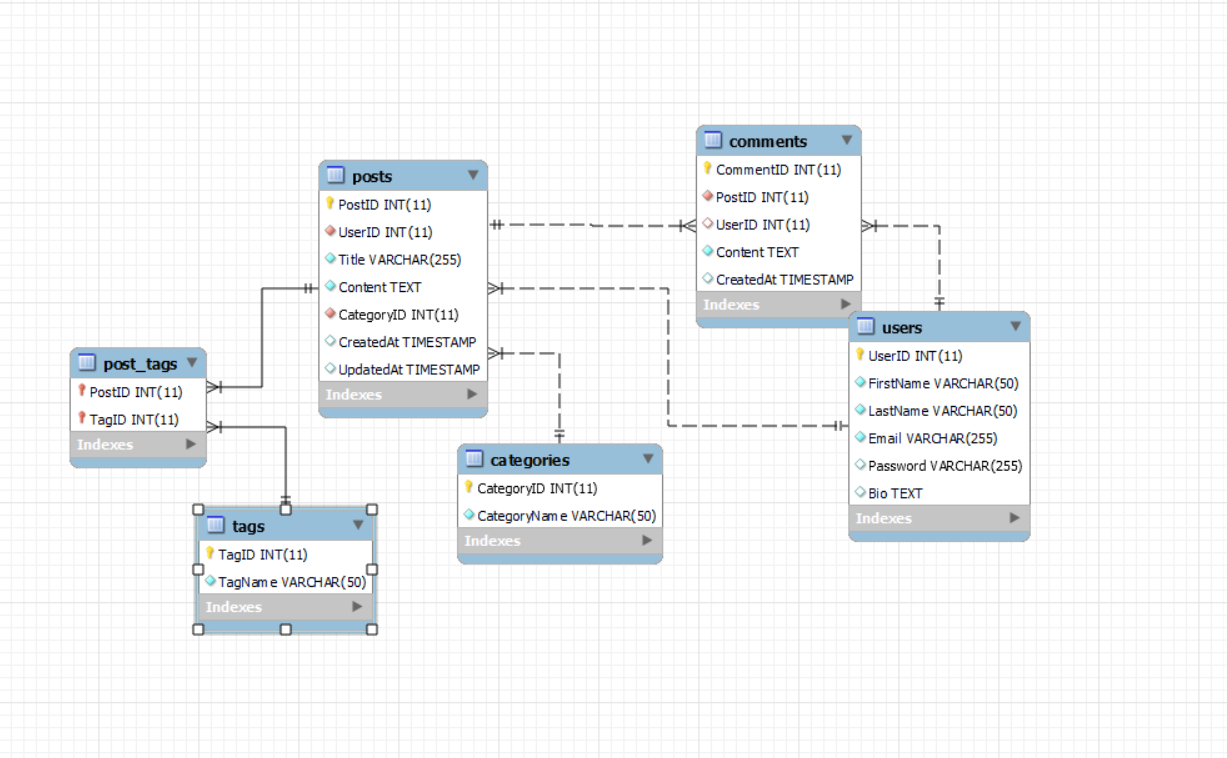 comments
CommentID INT(11)
PostID INT(11)
UserID INT(11)
Content TEXT
CreatedAt TIMESTAMP
Indexes
posts
PostID INT(11)
UserID INT(11)
Title VARCHAR(255)
Content TEXT
CategoryID INT(11)
CreatedAt TIMESTAMP
UpdatedAt TIMESTAMP
Indexes
users
UserID INT(11)
FirstName VARCHAR(50)
LastName VARCHAR(50)
Email VARCHAR(255)
Password VARCHAR(255)
Bio TEXT
Indexes
post_tags
PostID INT(11)
TagID INT(11)
Indexes
categories
CategoryID INT(11)
CategoryName VARCHAR(50)
Indexes
tags
TagID INT(11)
TagName VARCHAR(50)
Indexes